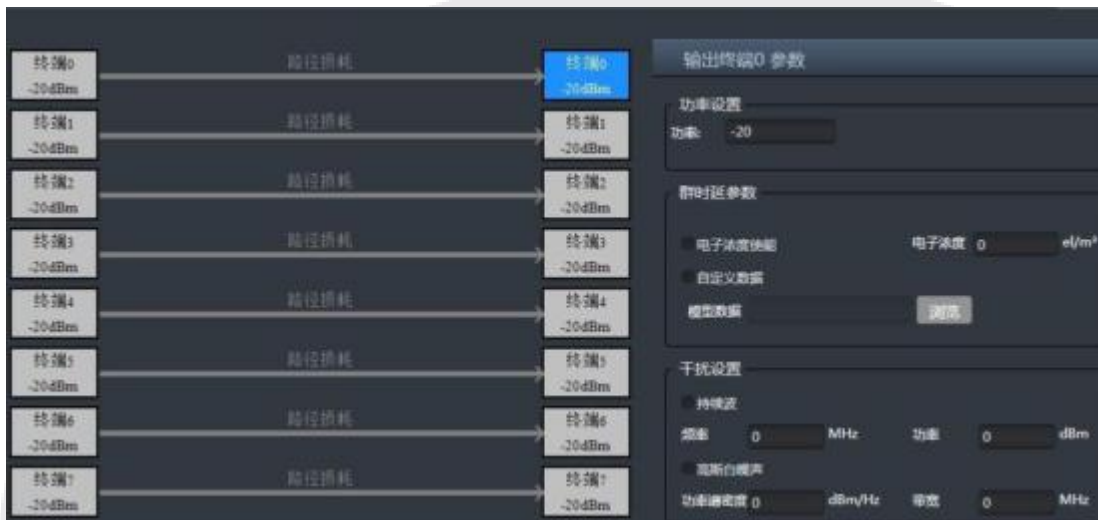 终端0
-20dBm
路径损耗
终端0
-20dBm
终端1
-20dBm
路径损耗
终端1
-20dBm
终端2
-20dBm
路径损耗
终端2
-20dBm
终端3
-20dBm
路径损耗
终端3
-20dBm
终端4
-20dBm
路径损耗
终端4
-20dBm
终端5
-20dBm
路径损耗
终端5
-20dBm
终端6
-20dBm
路径损耗
终端6
-20dBm
终端7
-20dBm
路径损耗
终端7
-20dBm
输出终端0 参数
功率设置
功率: -20
群时延参数
电子浓度使能 电子浓度 0 el/m³
自定义数据
模型数据 浏览
干扰设置
持续波
频率 0 MHz 功率 0 dBm
高斯白噪声
功率谱密度 0 dBm/Hz 带宽 0 MHz